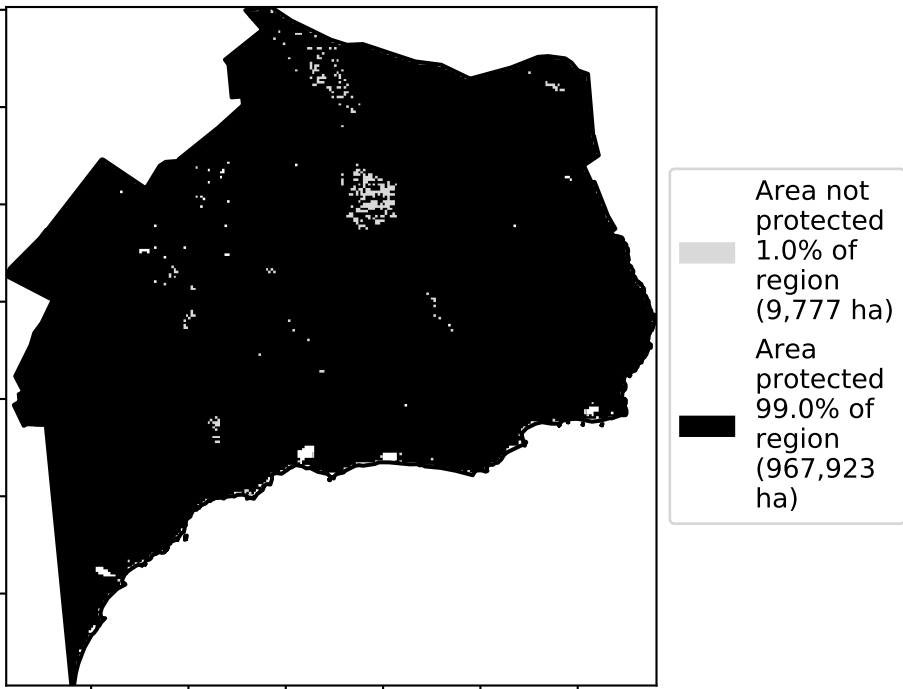 Area not
protected
1.0% of
region
(9,777 ha)
Area
protected
99.0% of
region
(967,923
ha)